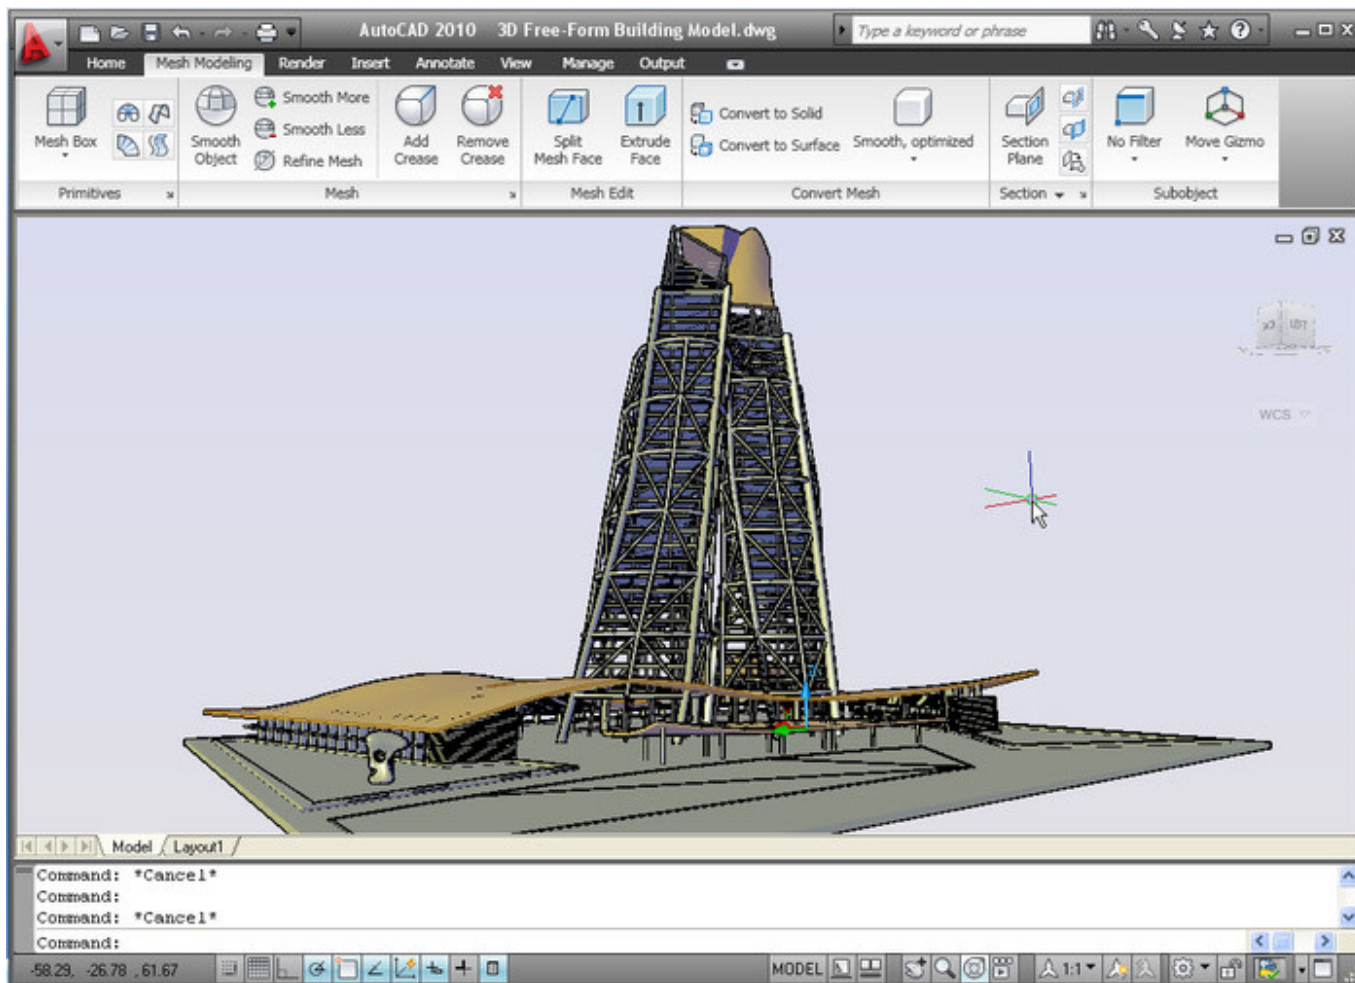 AutoCAD 2010 3D Free-Form Building Model.dwg
Type a keyword or phrase
Home Mesh Modeling Render Insert Annotate View Manage Output
Mesh Box
Smooth Object
Smooth More
Smooth Less
Refine Mesh
Add Crease
Remove Crease
Split Mesh Face
Extrude Face
Convert to Solid
Convert to Surface
Smooth, optimized
Section Plane
No Filter
Move Gizmo
Primitives Mesh Mesh Edit Convert Mesh Section Subobject
WCS
Model Layout1
Command: *Cancel*
Command:
Command: *Cancel*
Command:
-58.29, -26.78 , 61.67 MODEL 1:1